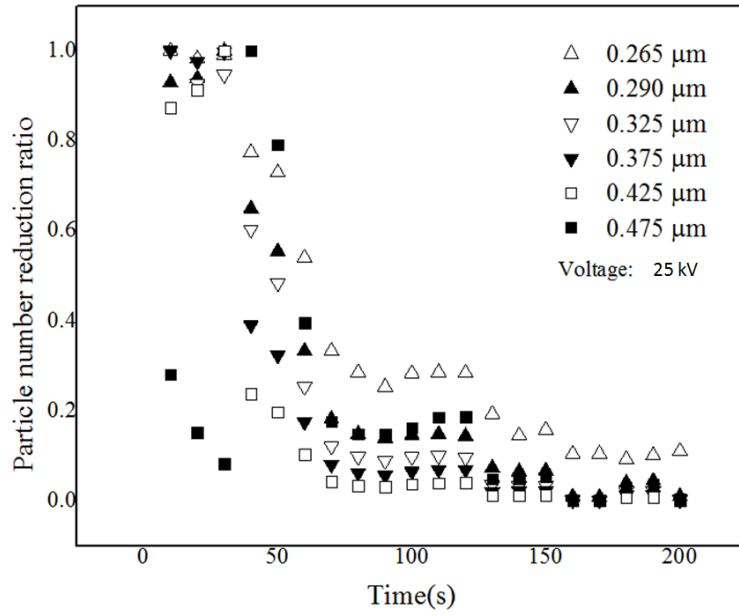 1.0
0.8
0.6
0.4
0.2
0.0
Particle number reduction ratio
0.265 μm
0.290 μm
0.325 μm
0.375 μm
0.425 μm
0.475 μm
Voltage: 25 kV
0 50 100 150 200
Time(s)